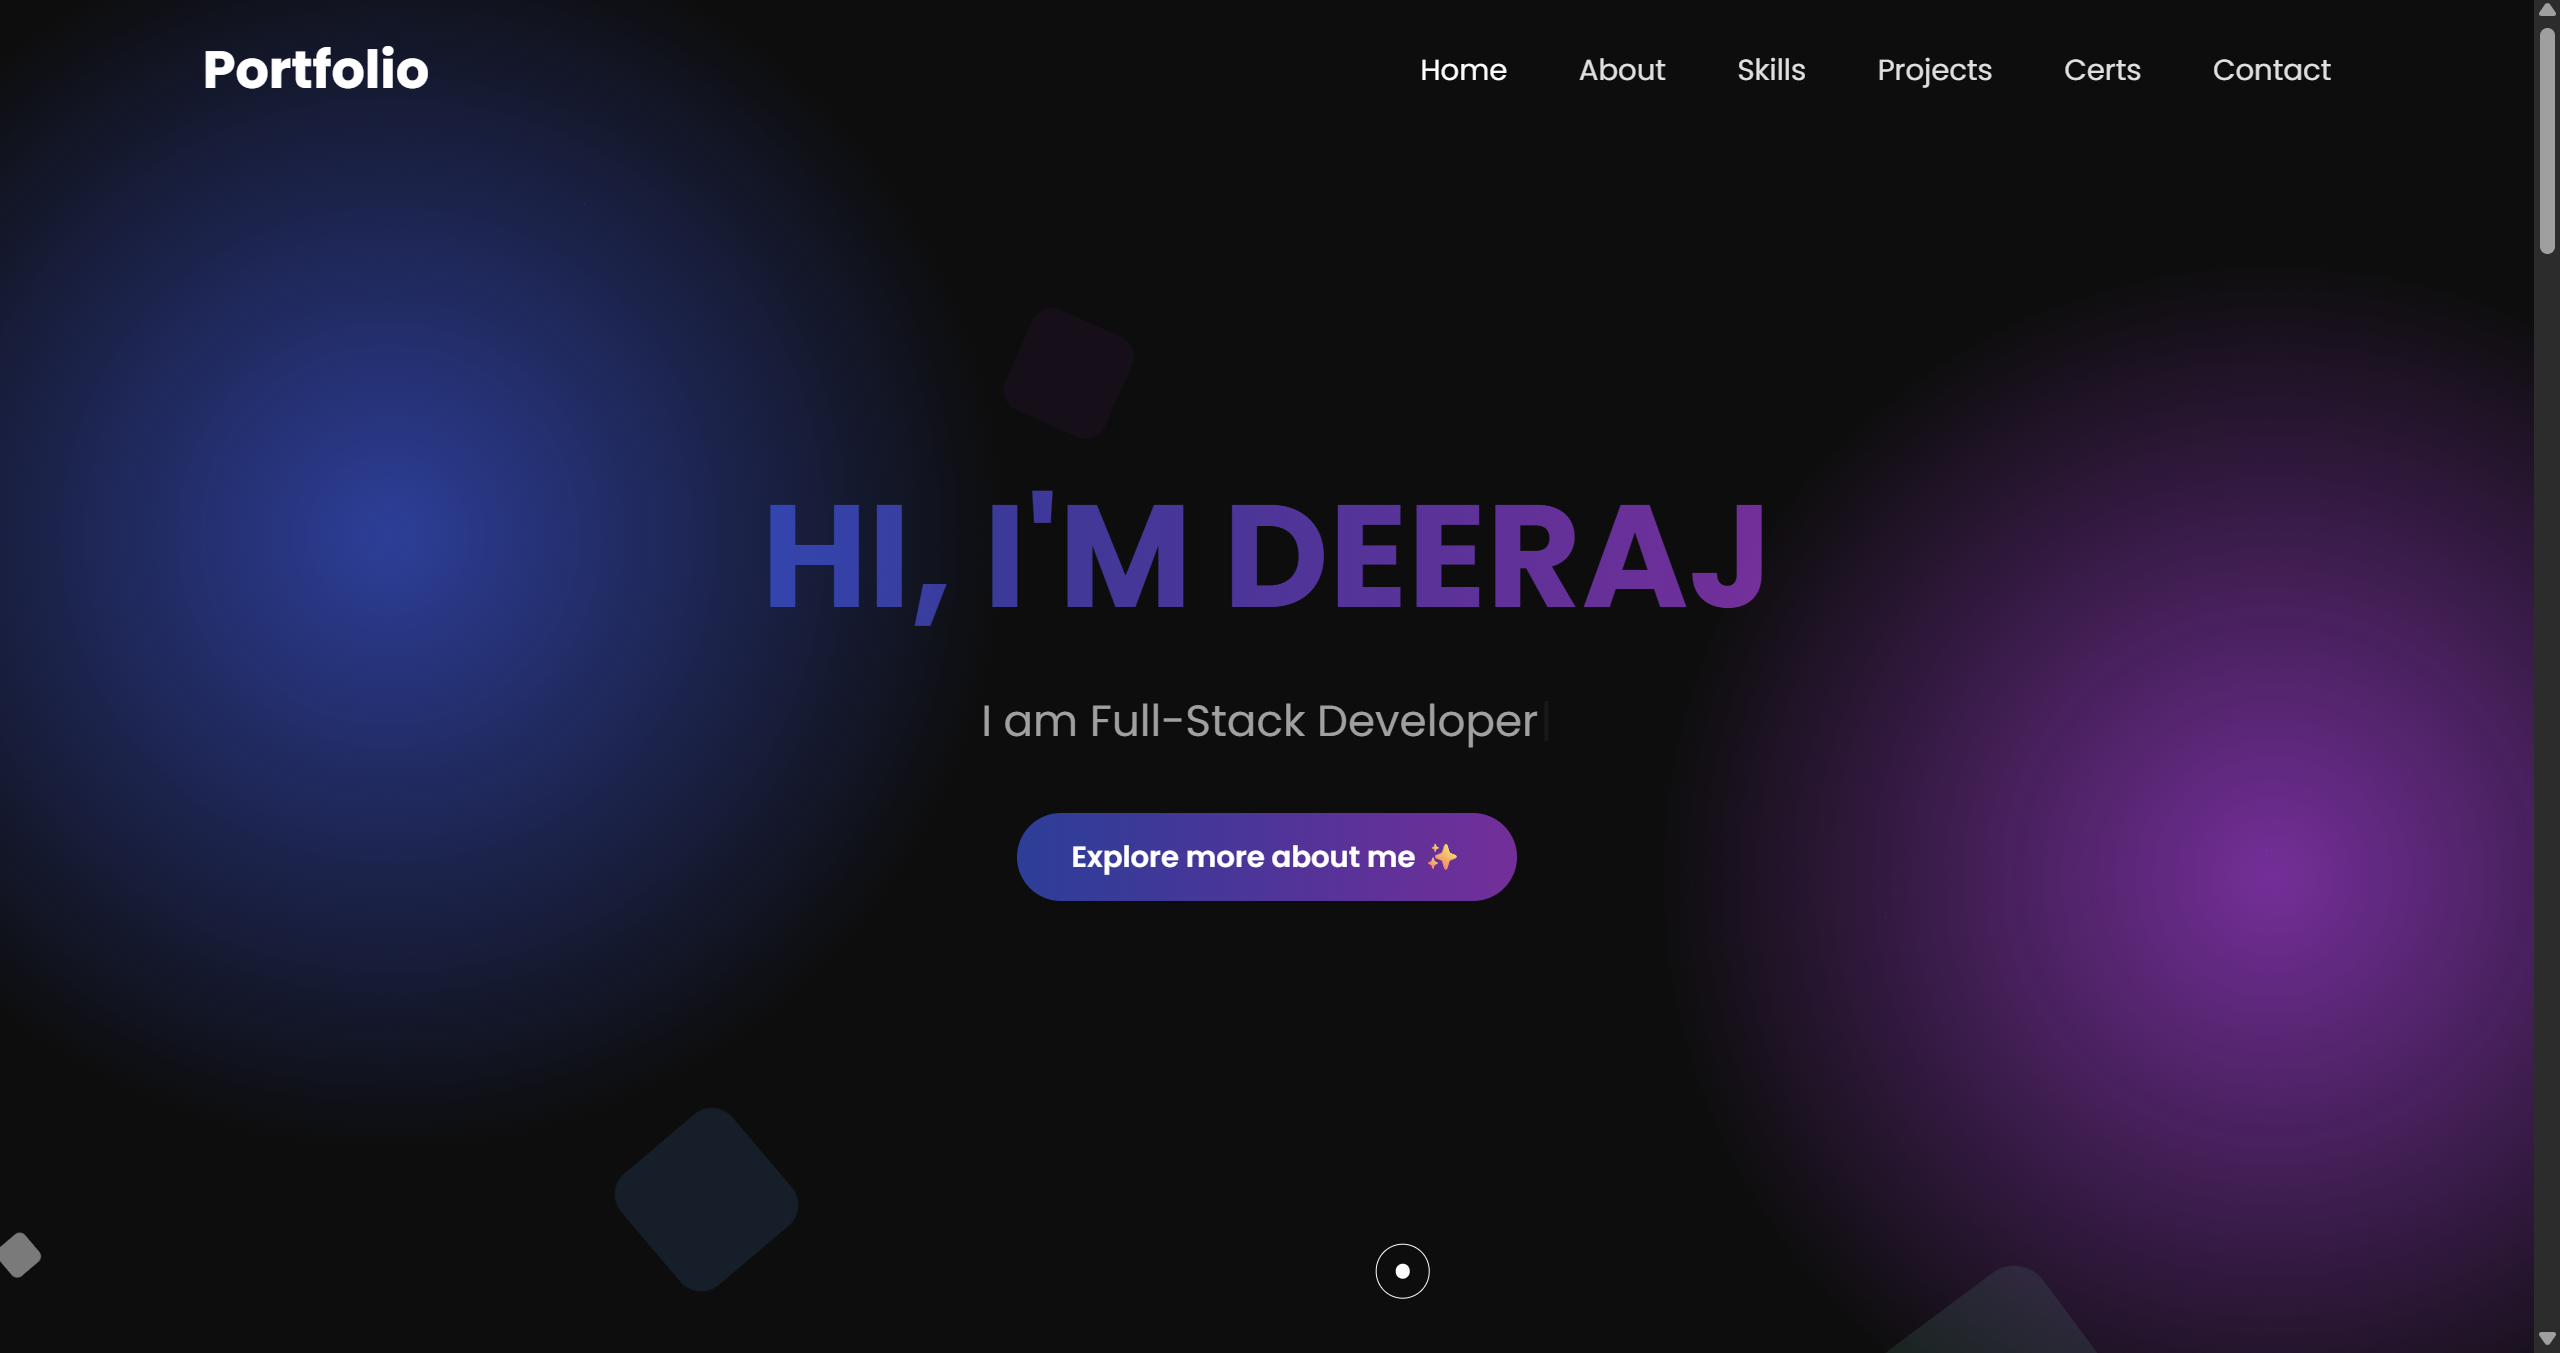 Portfolio
Home About Skills Projects Certs Contact
HI, I'M DEERAJ
I am Full-Stack Developer
Explore more about me ✨